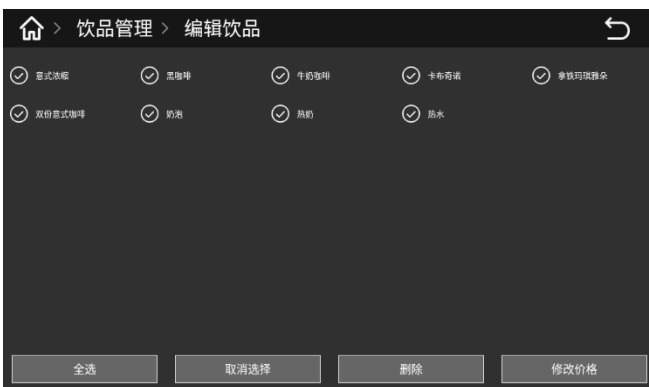 饮品管理 > 编辑饮品
意式浓缩 黑咖啡 牛奶咖啡 卡布奇诺 拿铁玛琪雅朵
双份意式咖啡 奶泡 热奶 热水
全选 取消选择 删除 修改价格